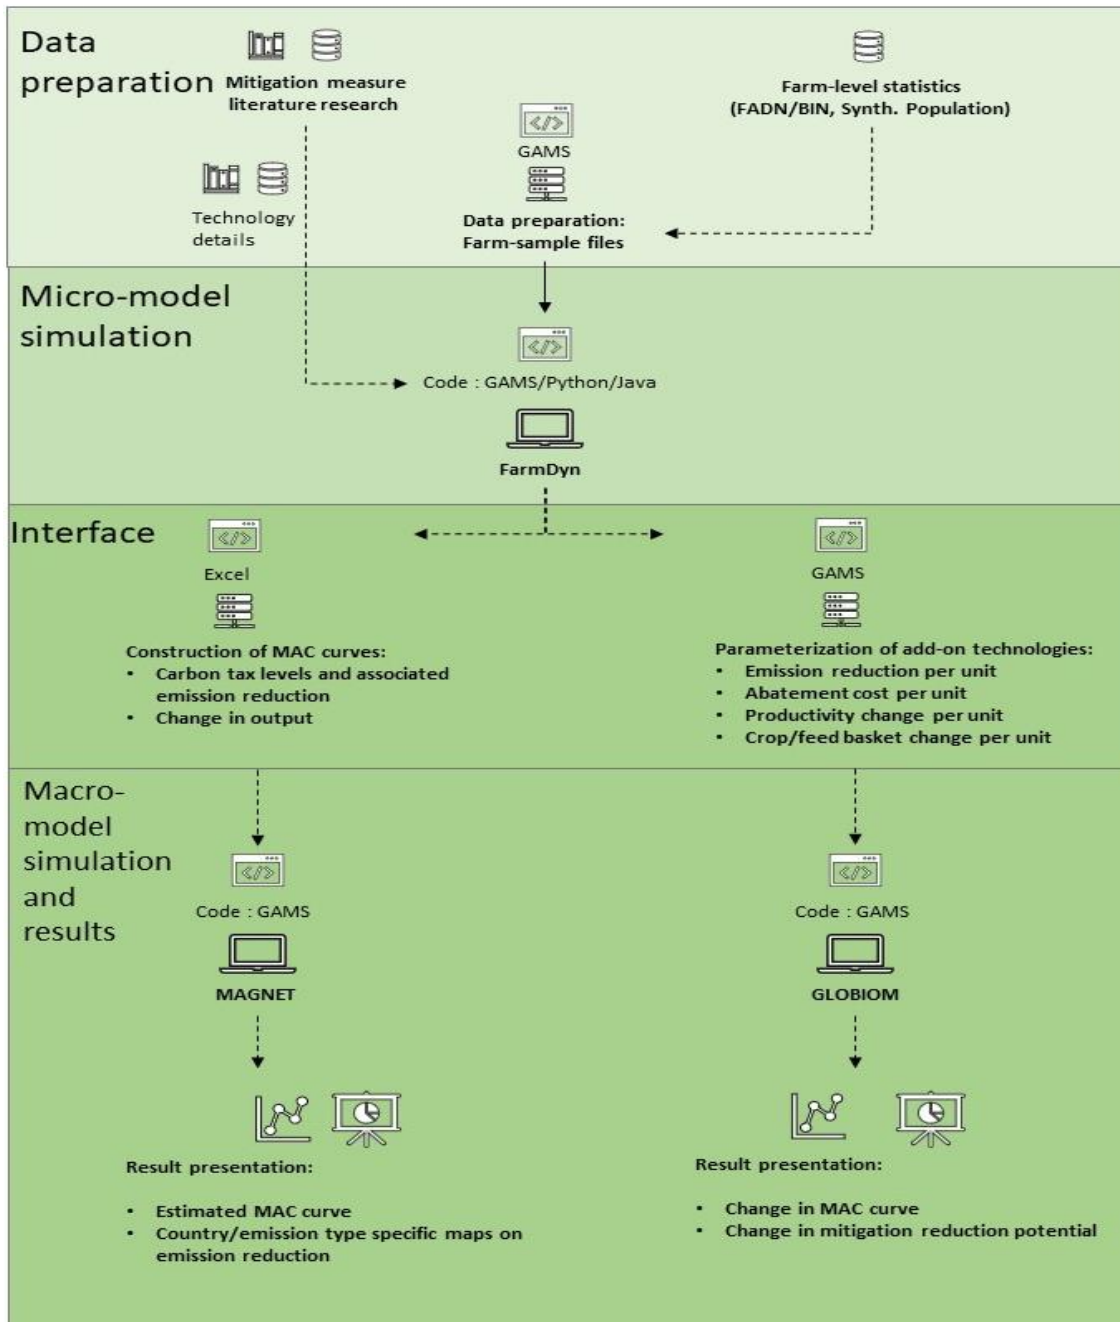 Data
preparation
Mitigation measure
literature research
Farm-level statistics
(FADN/BIN, Synth. Population)
</>
GAMS
Technology
details
Data preparation:
Farm-sample files
Micro-model
simulation
</>
Code : GAMS/Python/Java
FarmDyn
Interface
</>
Excel
Construction of MAC curves:
• Carbon tax levels and associated
emission reduction
• Change in output
</>
GAMS
Parameterization of add-on technologies:
• Emission reduction per unit
• Abatement cost per unit
• Productivity change per unit
• Crop/feed basket change per unit
Macro-
model
simulation
and
results
</>
Code : GAMS
MAGNET
Result presentation:
• Estimated MAC curve
• Country/emission type specific maps on
emission reduction
</>
Code : GAMS
GLOBIOM
Result presentation:
• Change in MAC curve
• Change in mitigation reduction potential